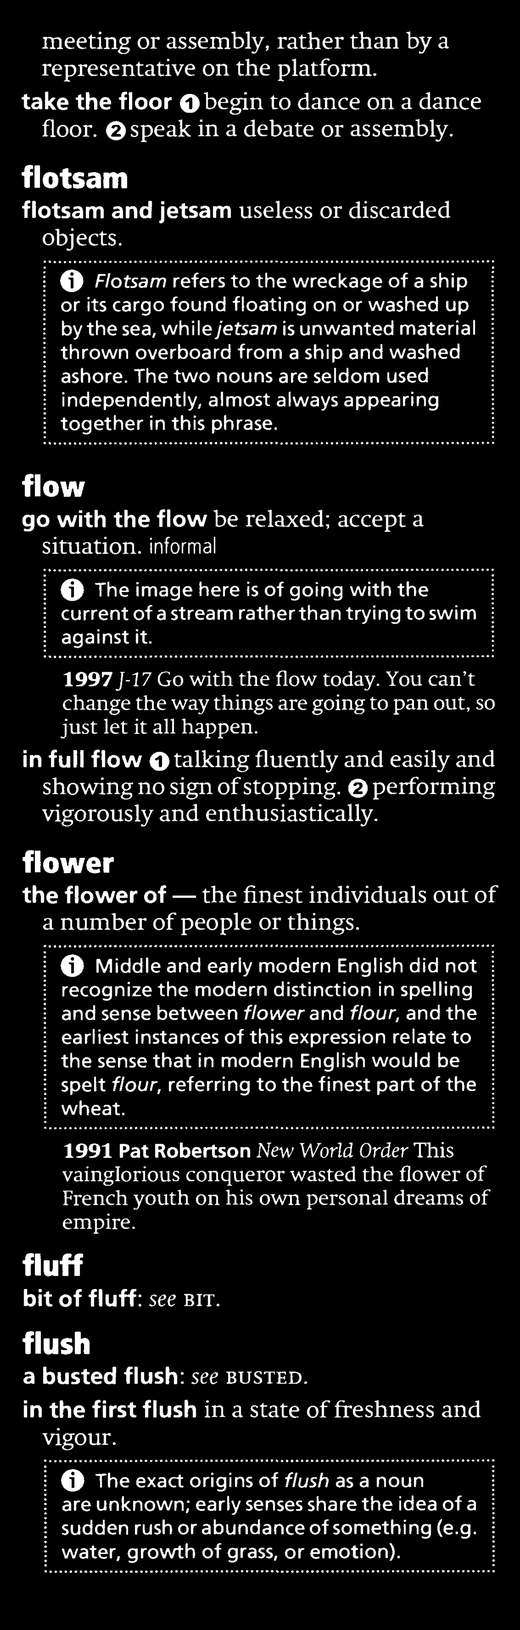 meeting or assembly, rather than by a
representative on the platform.
take the floor ❶ begin to dance on a dance
floor. ❷ speak in a debate or assembly.
flotsam
flotsam and jetsam useless or discarded
objects.
ⓘ Flotsam refers to the wreckage of a ship
or its cargo found floating on or washed up
by the sea, while jetsam is unwanted material
thrown overboard from a ship and washed
ashore. The two nouns are seldom used
independently, almost always appearing
together in this phrase.
flow
go with the flow be relaxed; accept a
situation. informal
ⓘ The image here is of going with the
current of a stream rather than trying to swim
against it.
1997 J-17 Go with the flow today. You can't
change the way things are going to pan out, so
just let it all happen.
in full flow ❶ talking fluently and easily and
showing no sign of stopping. ❷ performing
vigorously and enthusiastically.
flower
the flower of — the finest individuals out of
a number of people or things.
ⓘ Middle and early modern English did not
recognize the modern distinction in spelling
and sense between flower and flour, and the
earliest instances of this expression relate to
the sense that in modern English would be
spelt flour, referring to the finest part of the
wheat.
1991 Pat Robertson New World Order This
vainglorious conqueror wasted the flower of
French youth on his own personal dreams of
empire.
fluff
bit of fluff: see BIT.
flush
a busted flush: see BUSTED.
in the first flush in a state of freshness and
vigour.
ⓘ The exact origins of flush as a noun
are unknown; early senses share the idea of a
sudden rush or abundance of something (e.g.
water, growth of grass, or emotion).